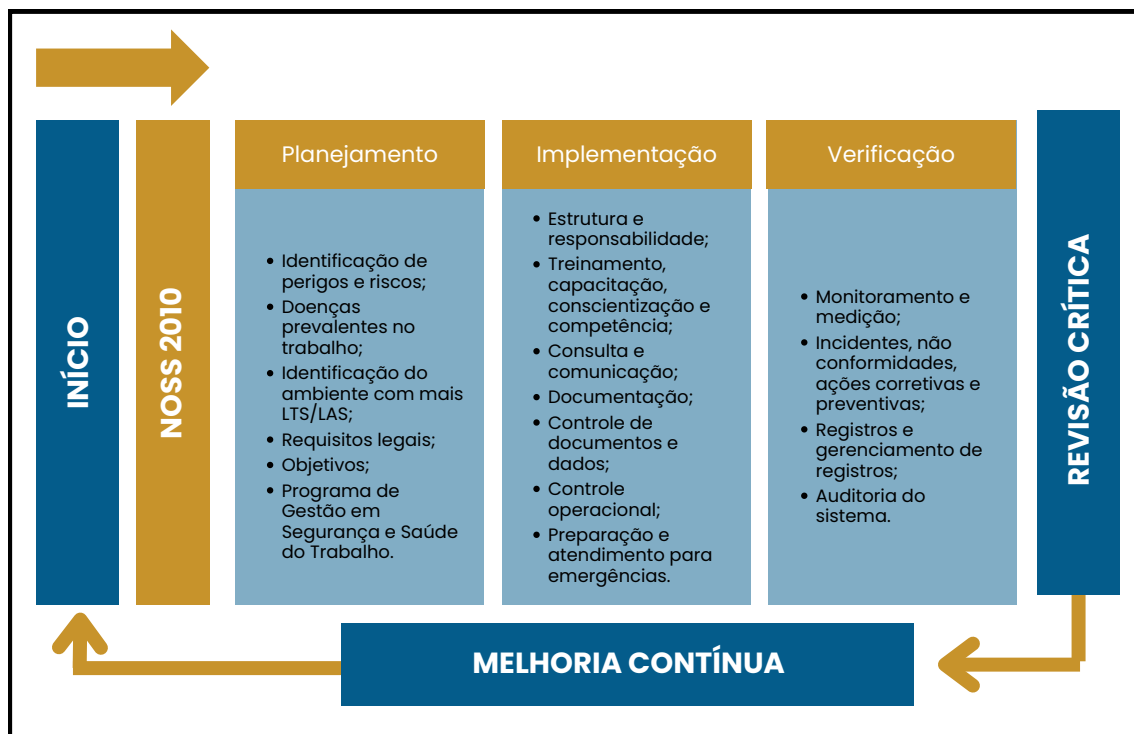 INÍCIO
NOSS 2010
Planejamento
• Identificação de
perigos e riscos;
• Doenças
prevalentes no
trabalho;
• Identificação do
ambiente com mais
LTS/LAS;
• Requisitos legais;
• Objetivos;
• Programa de
Gestão em
Segurança e Saúde
do Trabalho.
Implementação
• Estrutura e
responsabilidade;
• Treinamento,
capacitação,
conscientização e
competência;
• Consulta e
comunicação;
• Documentação;
• Controle de
documentos e
dados;
• Controle
operacional;
• Preparação e
atendimento para
emergências.
Verificação
• Monitoramento e
medição;
• Incidentes, não
conformidades,
ações corretivas e
preventivas;
• Registros e
gerenciamento de
registros;
• Auditoria do
sistema.
REVISÃO CRÍTICA
MELHORIA CONTÍNUA